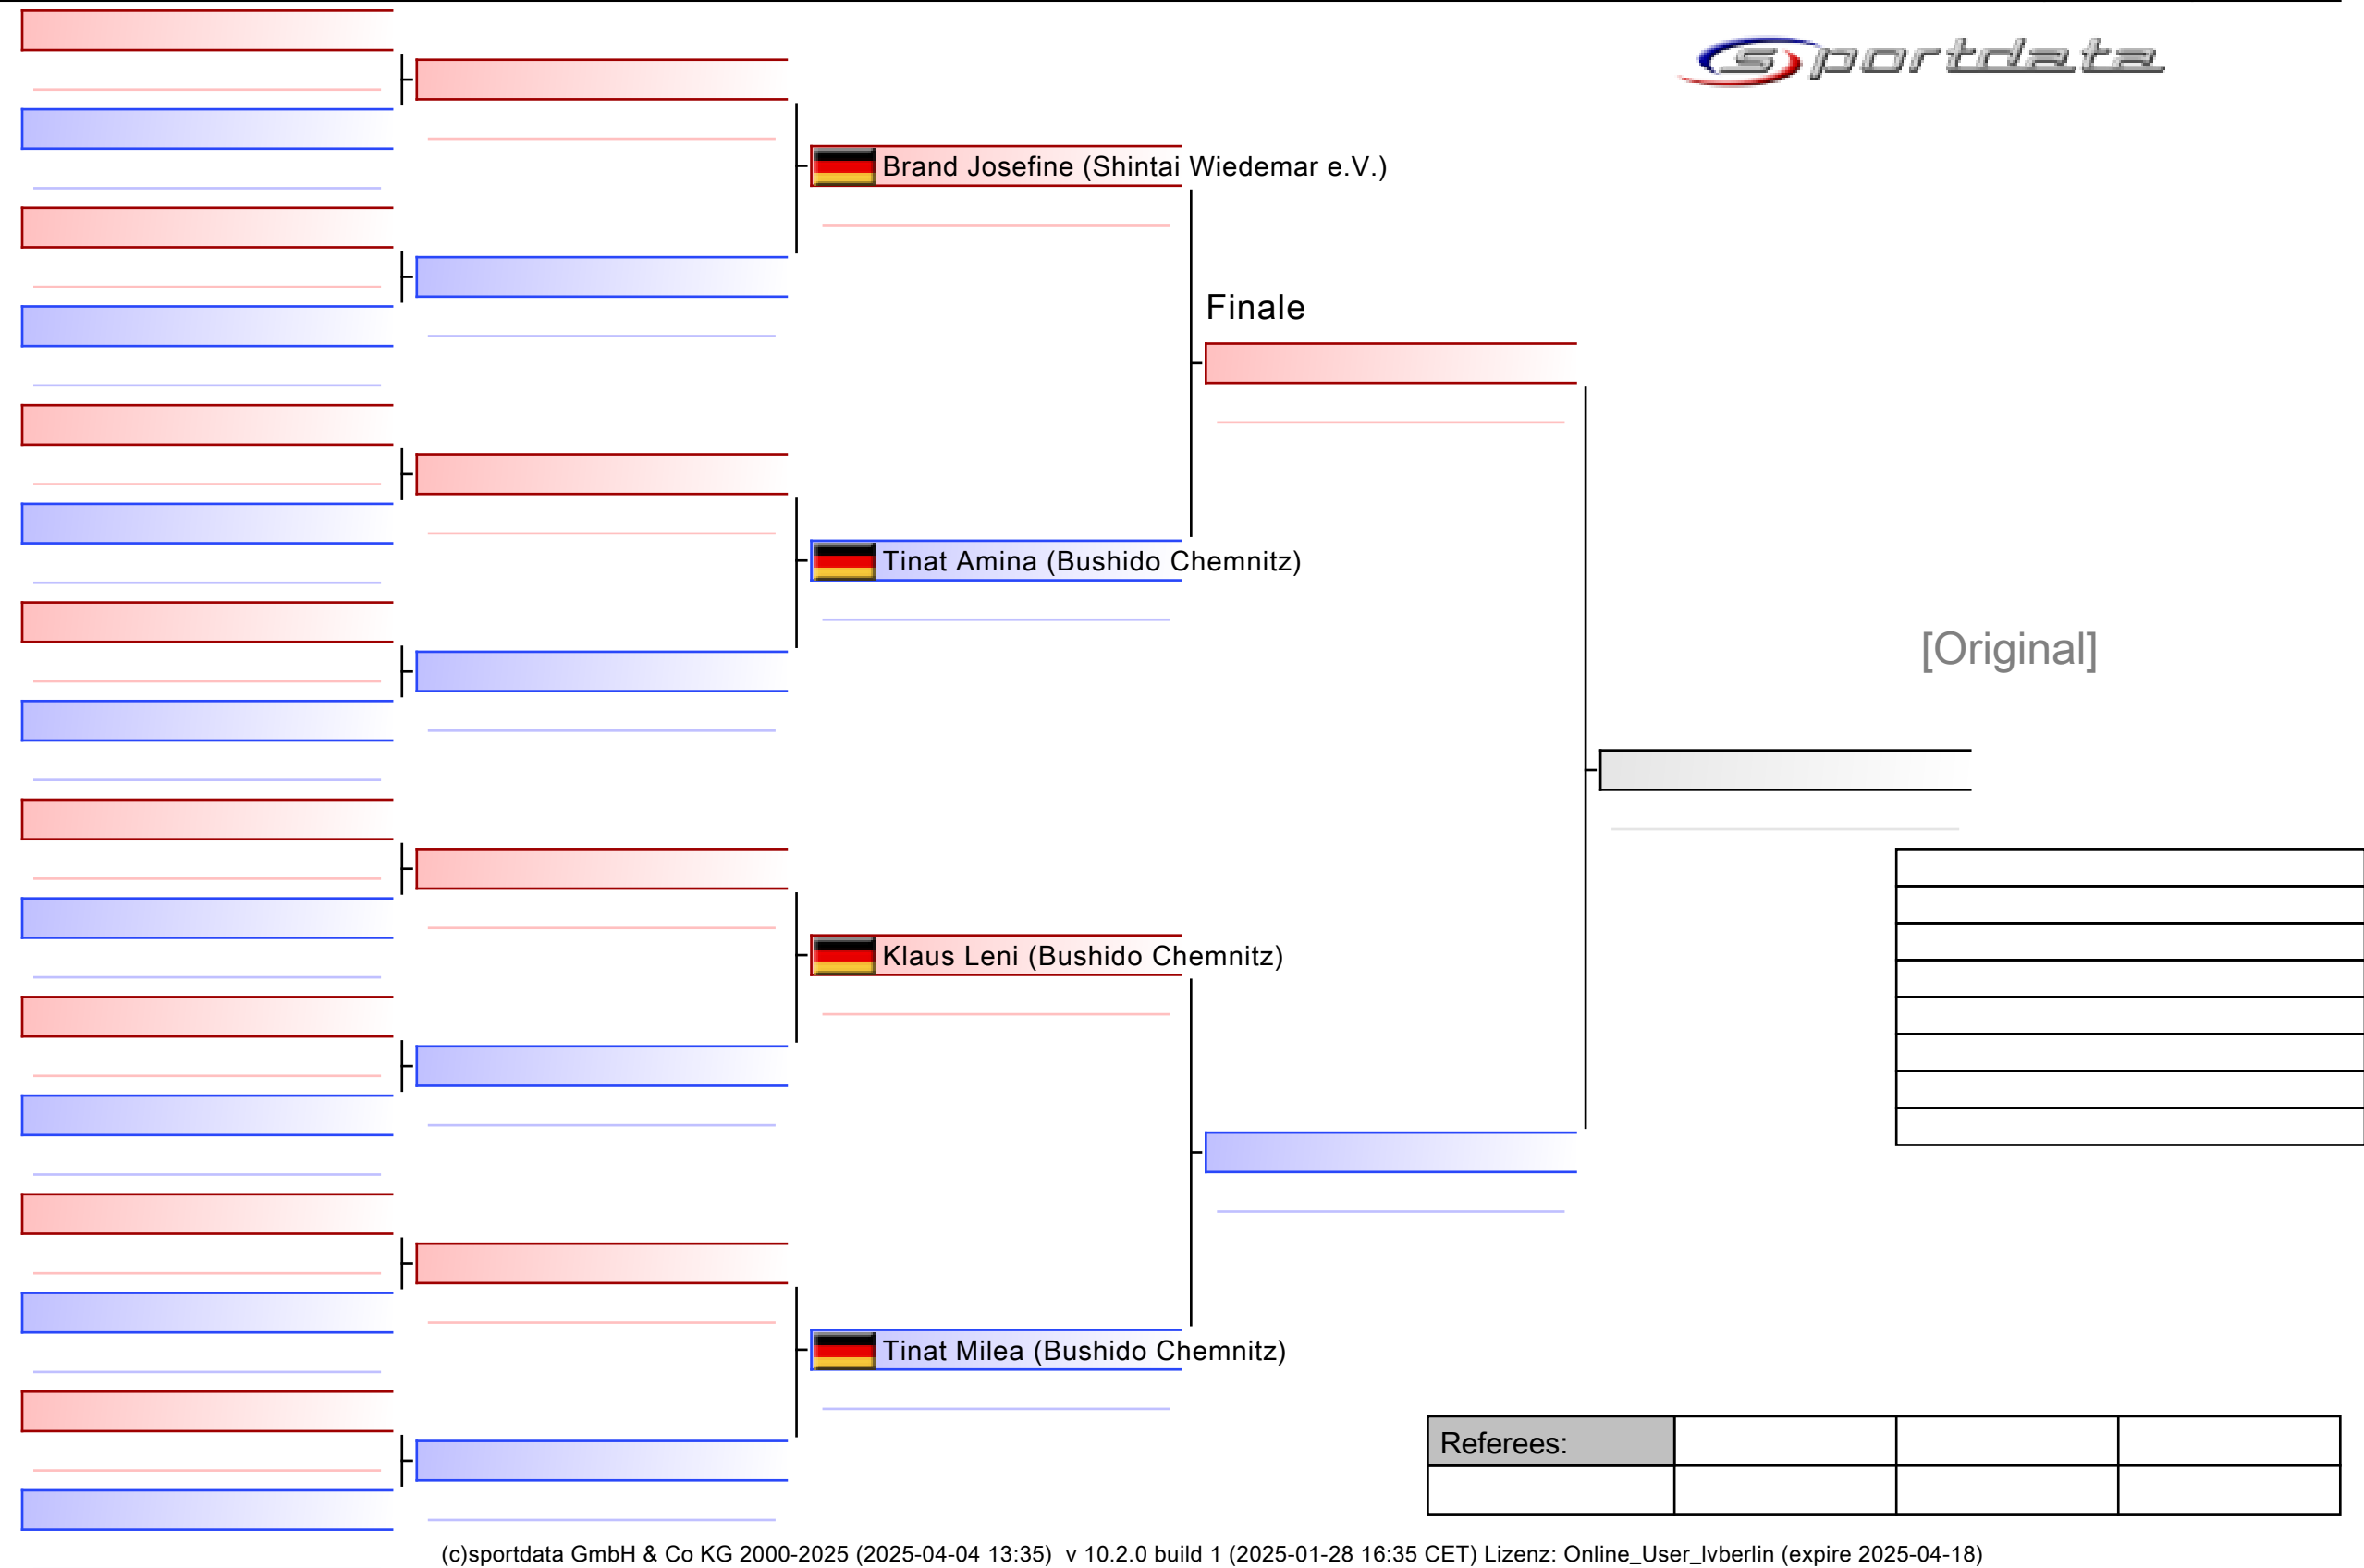 sportdata
Brand Josefine (Shintai Wiedemar e.V.)
Finale
Tinat Amina (Bushido Chemnitz)
[Original]
Klaus Leni (Bushido Chemnitz)
Tinat Milea (Bushido Chemnitz)
Referees:
(c)sportdata GmbH & Co KG 2000-2025 (2025-04-04 13:35)  v 10.2.0 build 1 (2025-01-28 16:35 CET) Lizenz: Online_User_lvberlin (expire 2025-04-18)